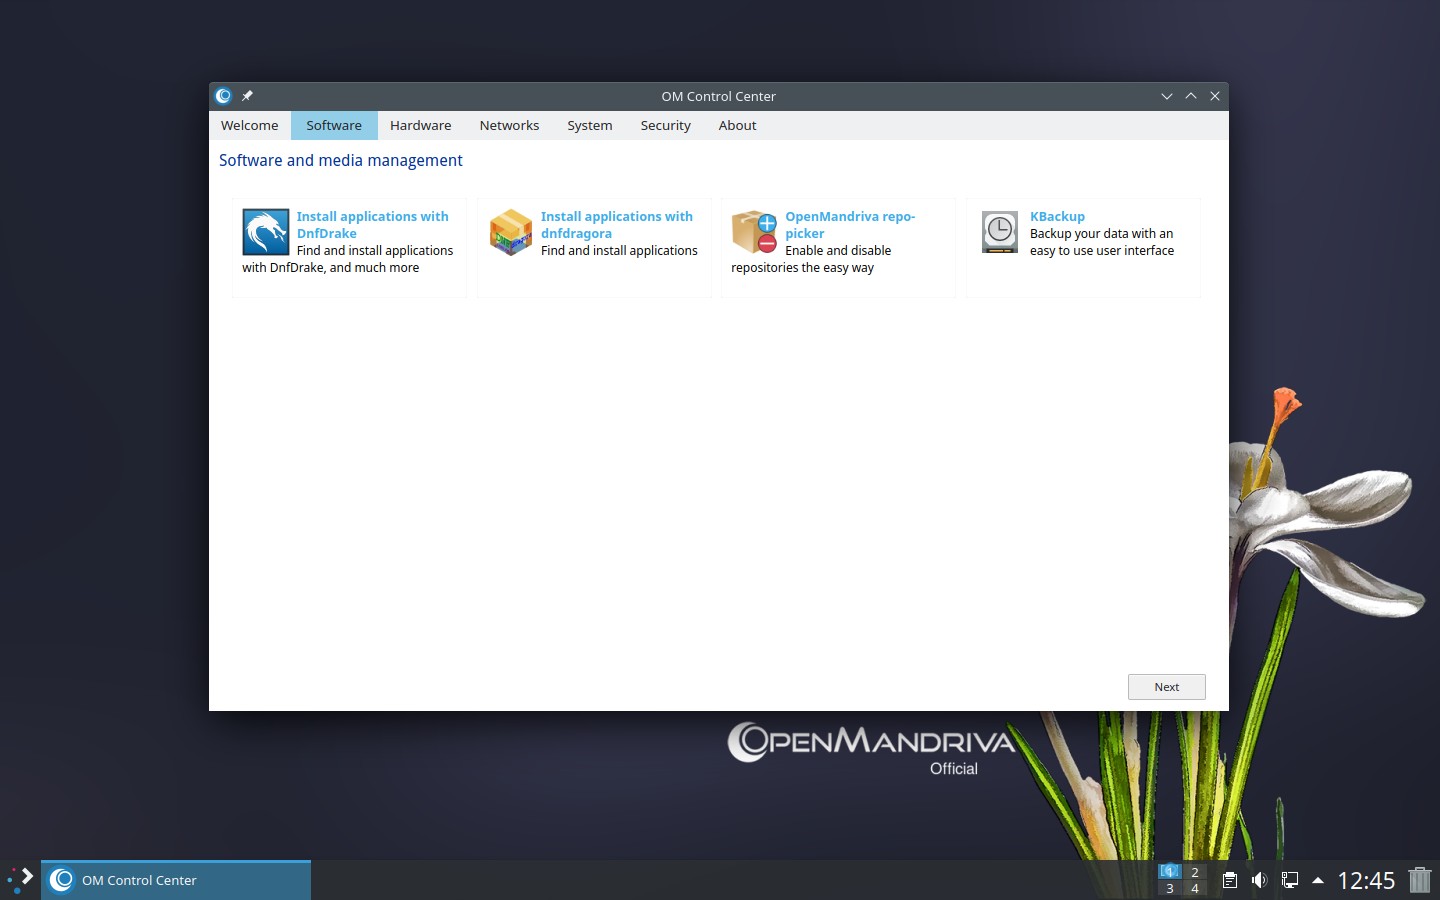 OM Control Center
Welcome Software Hardware Networks System Security About
Software and media management
Install applications with
DnfDrake
Find and install applications
with DnfDrake, and much more
Install applications with
dnfdragora
Find and install applications
OpenMandriva repo-
picker
Enable and disable
repositories the easy way
KBackup
Backup your data with an
easy to use user interface
Next
OpenMandriva
Official
OM Control Center
1 2
3 4
12:45